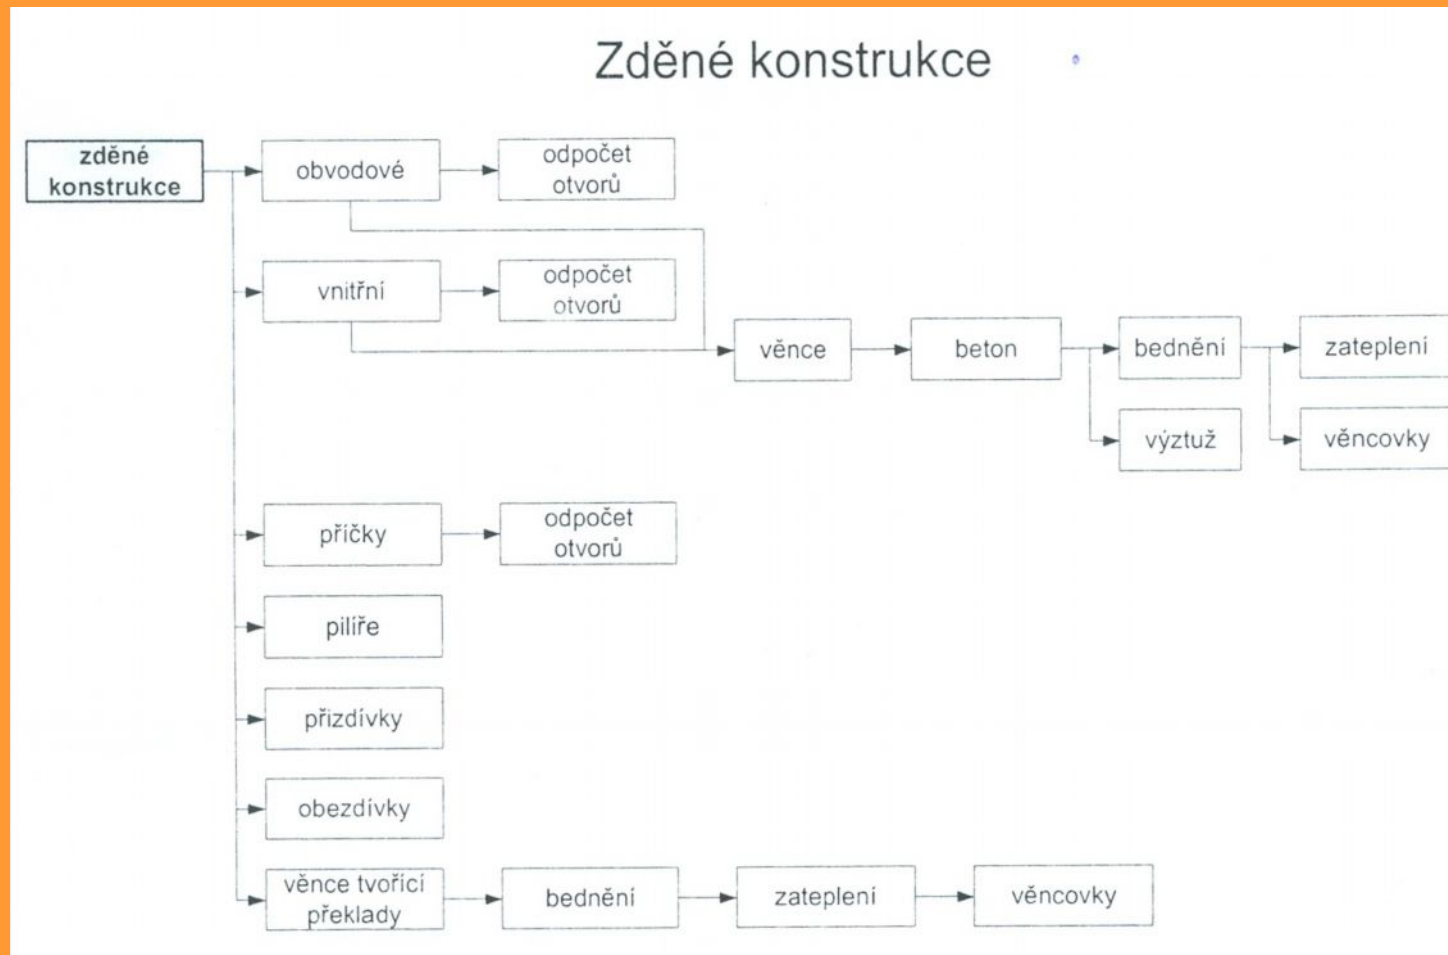 Zděné konstrukce
zděné
konstrukce
obvodové
odpočet
otvorů
vnitřní
odpočet
otvorů
věnce
beton
bednění
zateplení
výztuž
věncovky
příčky
odpočet
otvorů
pilíře
přizdívky
obezdívky
věnce tvořící
překlady
bednění
zateplení
věncovky